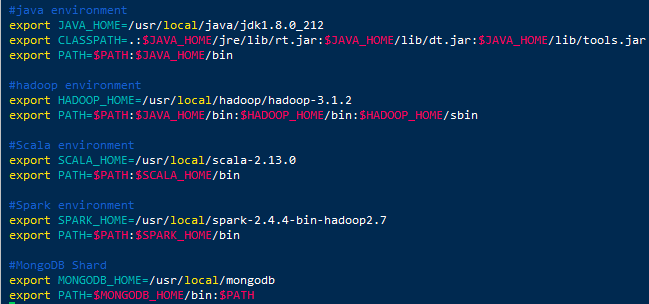 #java environment
export JAVA_HOME=/usr/local/java/jdk1.8.0_212
export CLASSPATH=.:$JAVA_HOME/jre/lib/rt.jar:$JAVA_HOME/lib/dt.jar:$JAVA_HOME/lib/tools.jar
export PATH=$PATH:$JAVA_HOME/bin
#hadoop environment
export HADOOP_HOME=/usr/local/hadoop/hadoop-3.1.2
export PATH=$PATH:$JAVA_HOME/bin:$HADOOP_HOME/bin:$HADOOP_HOME/sbin
#Scala environment
export SCALA_HOME=/usr/local/scala-2.13.0
export PATH=$PATH:$SCALA_HOME/bin
#Spark environment
export SPARK_HOME=/usr/local/spark-2.4.4-bin-hadoop2.7
export PATH=$PATH:$SPARK_HOME/bin
#MongoDB Shard
export MONGODB_HOME=/usr/local/mongodb
export PATH=$MONGODB_HOME/bin:$PATH